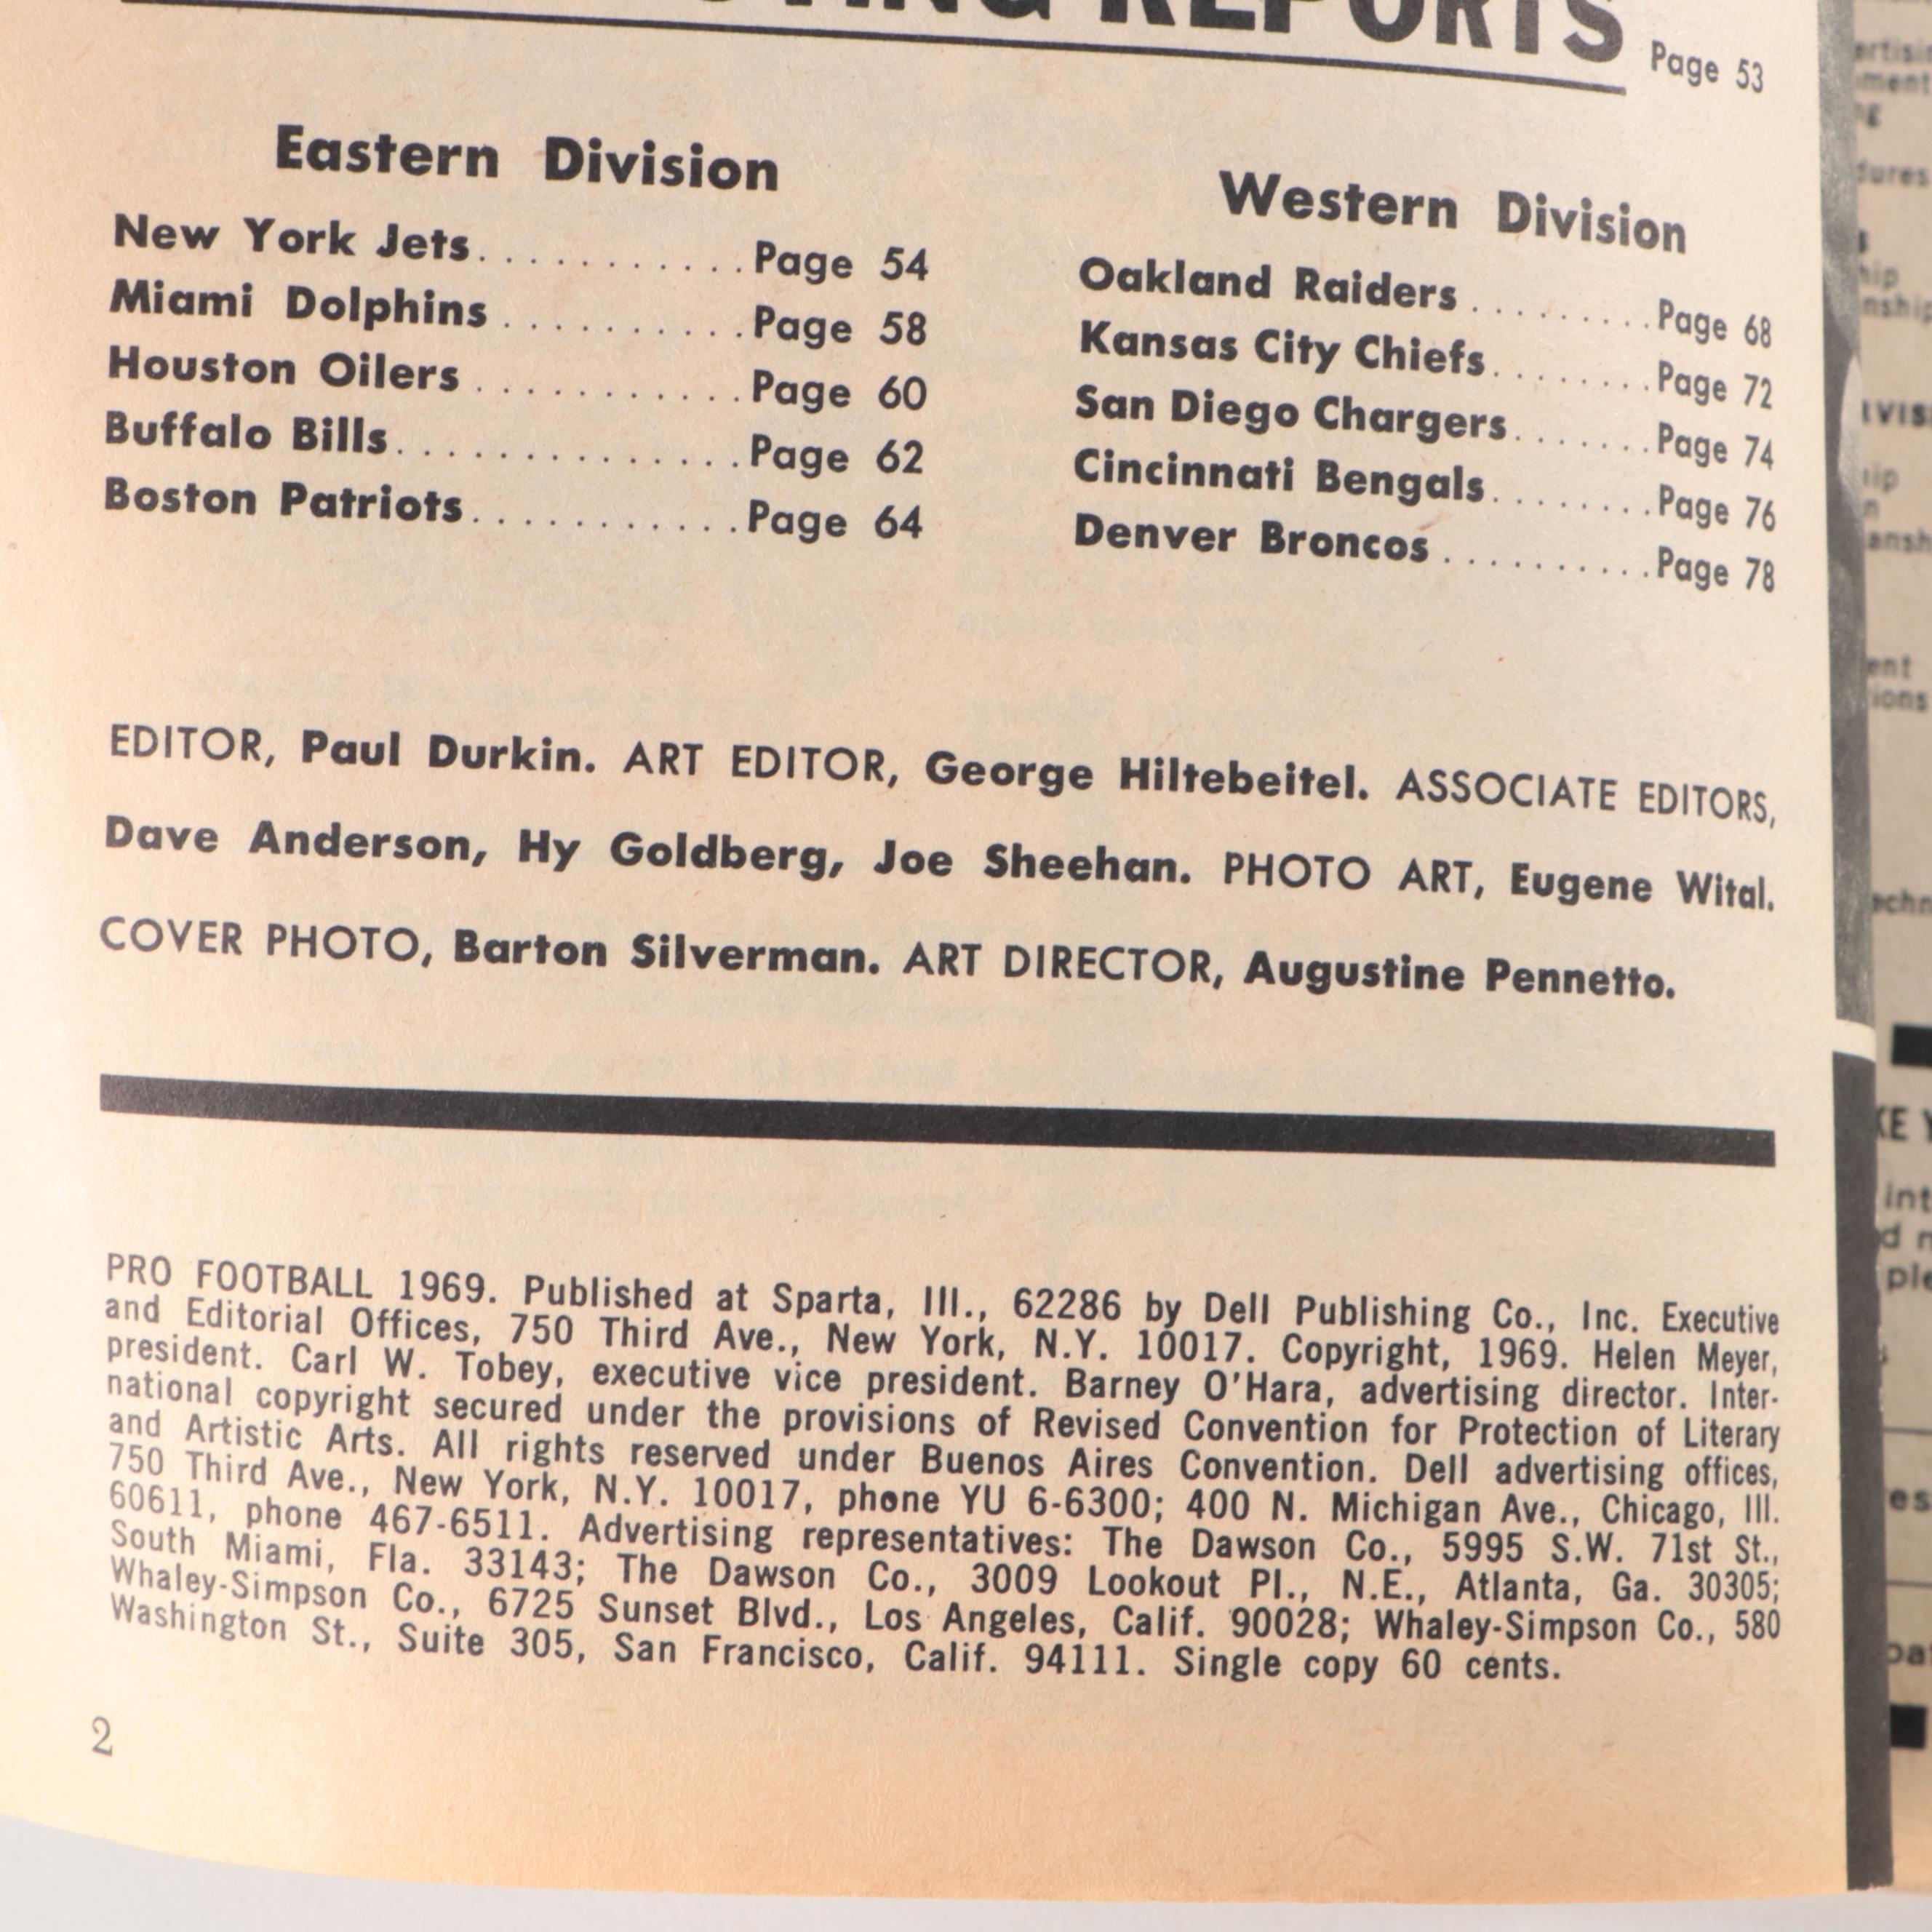 REPORTS Page 53
Eastern Division
New York Jets............Page 54
Miami Dolphins..........Page 58
Houston Oilers...........Page 60
Buffalo Bills..............Page 62
Boston Patriots...........Page 64
Western Division
Oakland Raiders.........Page 68
Kansas City Chiefs........Page 72
San Diego Chargers.......Page 74
Cincinnati Bengals........Page 76
Denver Broncos..........Page 78
EDITOR, Paul Durkin. ART EDITOR, George Hiltebeitel. ASSOCIATE EDITORS,
Dave Anderson, Hy Goldberg, Joe Sheehan. PHOTO ART, Eugene Wital.
COVER PHOTO, Barton Silverman. ART DIRECTOR, Augustine Pennetto.
PRO FOOTBALL 1969. Published at Sparta, Ill., 62286 by Dell Publishing Co., Inc. Executive
and Editorial Offices, 750 Third Ave., New York, N.Y. 10017. Copyright, 1969. Helen Meyer,
president. Carl W. Tobey, executive vice president. Barney O'Hara, advertising director. Inter-
national copyright secured under the provisions of Revised Convention for Protection of Literary
and Artistic Arts. All rights reserved under Buenos Aires Convention. Dell advertising offices,
750 Third Ave., New York, N.Y. 10017, phone YU 6-6300; 400 N. Michigan Ave., Chicago, Ill.
60611, phone 467-6511. Advertising representatives: The Dawson Co., 5995 S.W. 71st St.,
South Miami, Fla. 33143; The Dawson Co., 3009 Lookout Pl., N.E., Atlanta, Ga. 30305;
Whaley-Simpson Co., 6725 Sunset Blvd., Los Angeles, Calif. 90028; Whaley-Simpson Co., 580
Washington St., Suite 305, San Francisco, Calif. 94111. Single copy 60 cents.
2